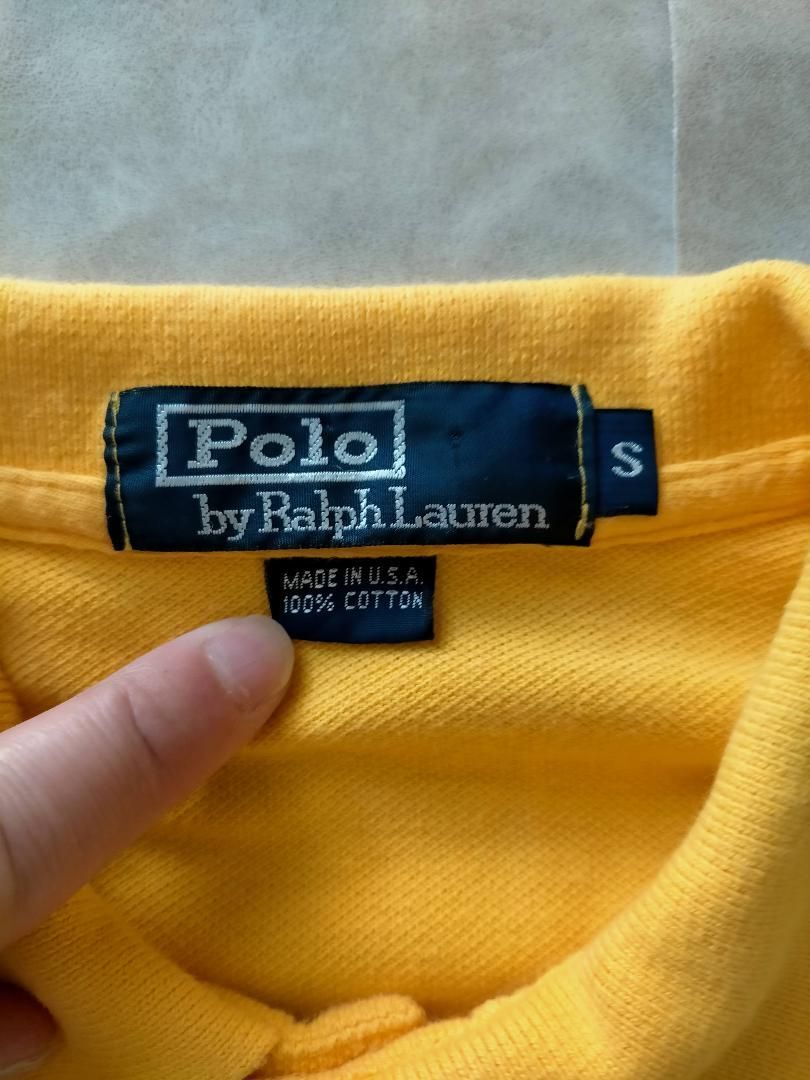 Polo
by Ralph Lauren
S
MADE IN U.S.A.
100% COTTON